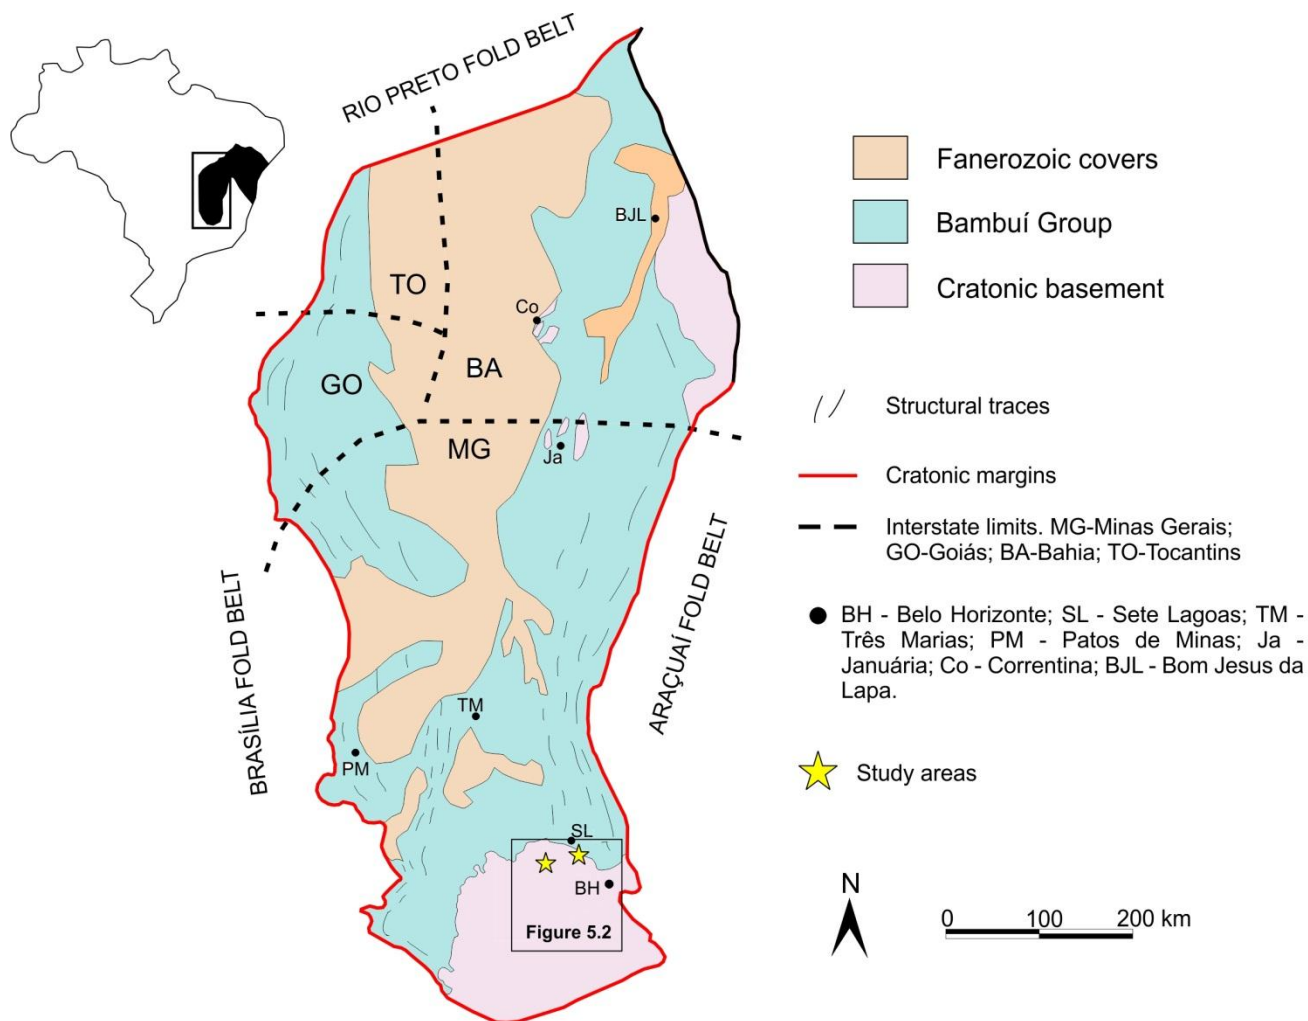 RIO PRETO FOLD BELT
BJL
TO
Co
GO
BA
MG
Ja
BRASÍLIA FOLD BELT
ARAÇUAÍ FOLD BELT
TM
PM
SL
BH
Figure 5.2
Fanerozoic covers
Bambuí Group
Cratonic basement
Structural traces
Cratonic margins
Interstate limits. MG-Minas Gerais;
GO-Goiás; BA-Bahia; TO-Tocantins
BH - Belo Horizonte; SL - Sete Lagoas; TM -
Três Marias; PM - Patos de Minas; Ja -
Januária; Co - Correntina; BJL - Bom Jesus da
Lapa.
Study areas
N
0 100 200 km